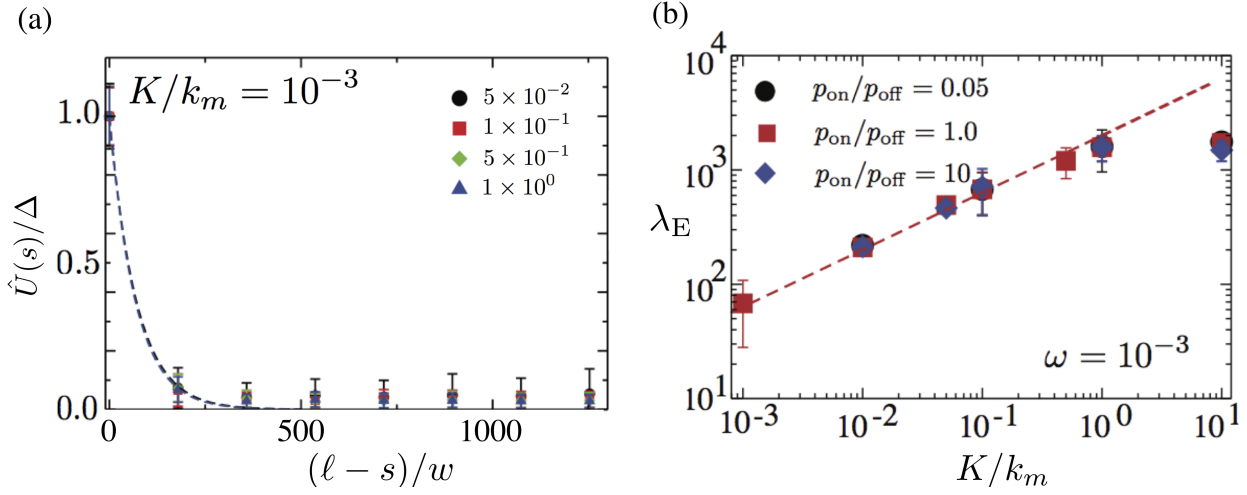 (a)
K/k_m = 10^{-3}
5 × 10^{-2}
1 × 10^{-1}
5 × 10^{-1}
1 × 10^0
Û(s)/Δ
1.0
0.5
0.0
0
500
1000
(ℓ − s)/w
(b)
p_on/p_off = 0.05
p_on/p_off = 1.0
p_on/p_off = 10
λ_E
10^4
10^3
10^2
10^1
ω = 10^{-3}
10^{-3}
10^{-2}
10^{-1}
10^0
10^1
K/k_m